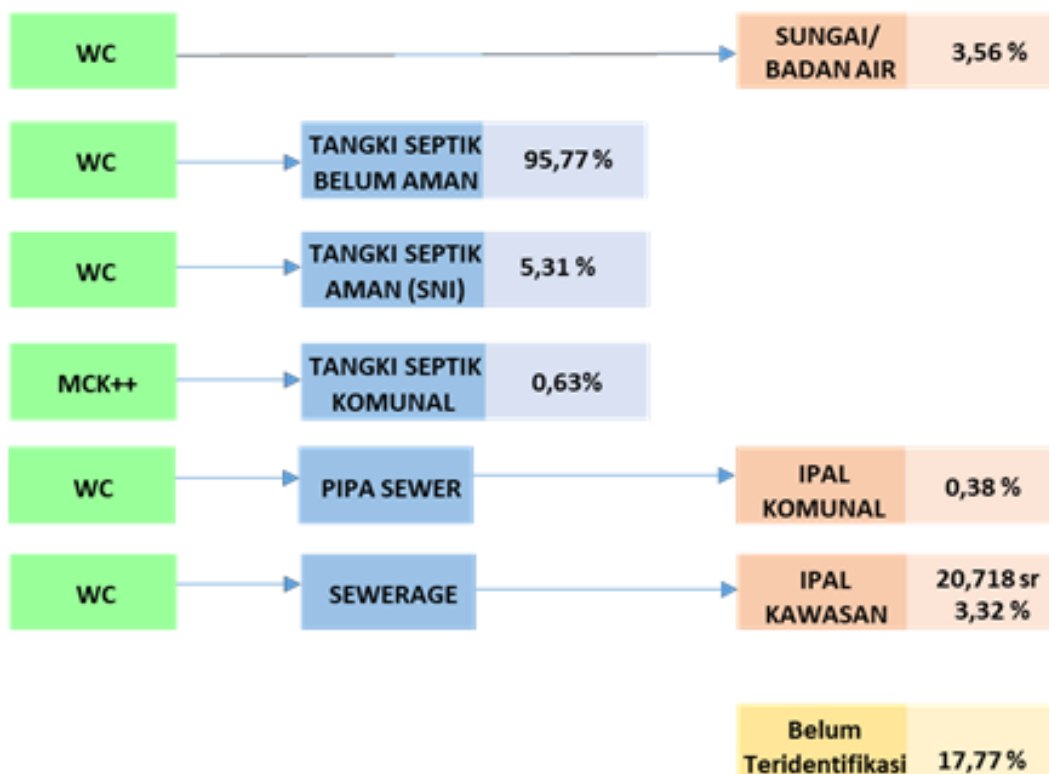 WC
SUNGAI/
BADAN AIR
3,56 %
WC
TANGKI SEPTIK
BELUM AMAN
95,77 %
WC
TANGKI SEPTIK
AMAN (SNI)
5,31 %
MCK++
TANGKI SEPTIK
KOMUNAL
0,63%
WC
PIPA SEWER
IPAL
KOMUNAL
0,38 %
WC
SEWERAGE
IPAL
KAWASAN
20,718 sr
3,32 %
Belum
Teridentifikasi
17,77 %